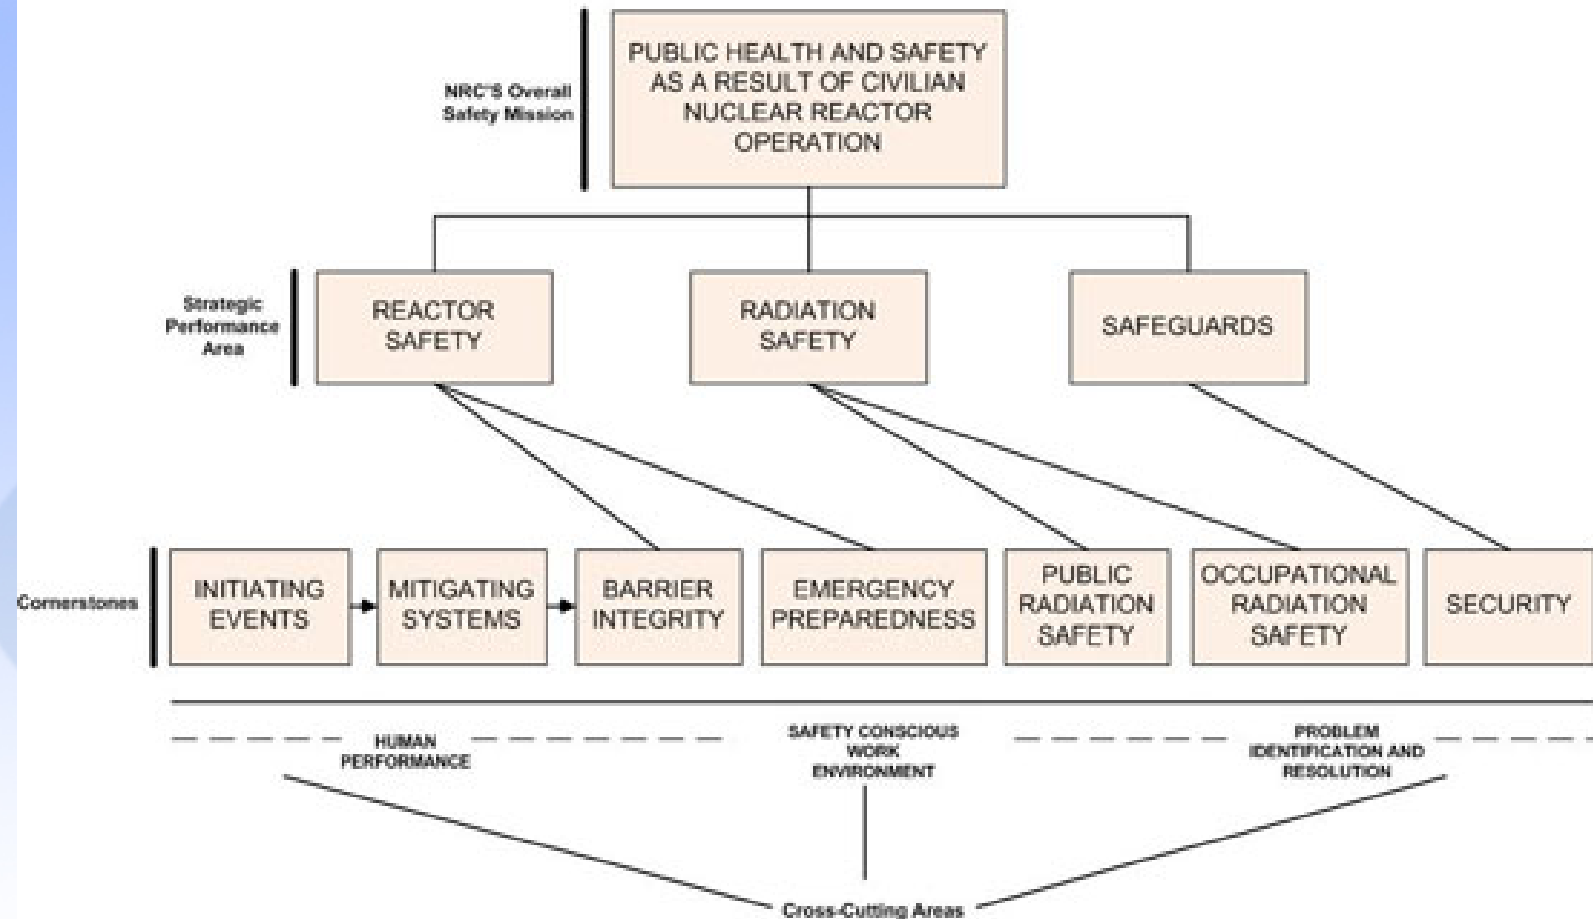 PUBLIC HEALTH AND SAFETY
AS A RESULT OF CIVILIAN
NUCLEAR REACTOR
OPERATION
NRC"S Overall
Safety Mission
Strategic
Performance
Area
REACTOR
SAFETY
RADIATION
SAFETY
SAFEGUARDS
Cornerstones
INITIATING
EVENTS
MITIGATING
SYSTEMS
BARRIER
INTEGRITY
EMERGENCY
PREPAREDNESS
PUBLIC
RADIATION
SAFETY
OCCUPATIONAL
RADIATION
SAFETY
SECURITY
HUMAN
PERFORMANCE
SAFETY CONSCIOUS
WORK
ENVIRONMENT
PROBLEM
IDENTIFICATION AND
RESOLUTION
Cross-Cutting Areas